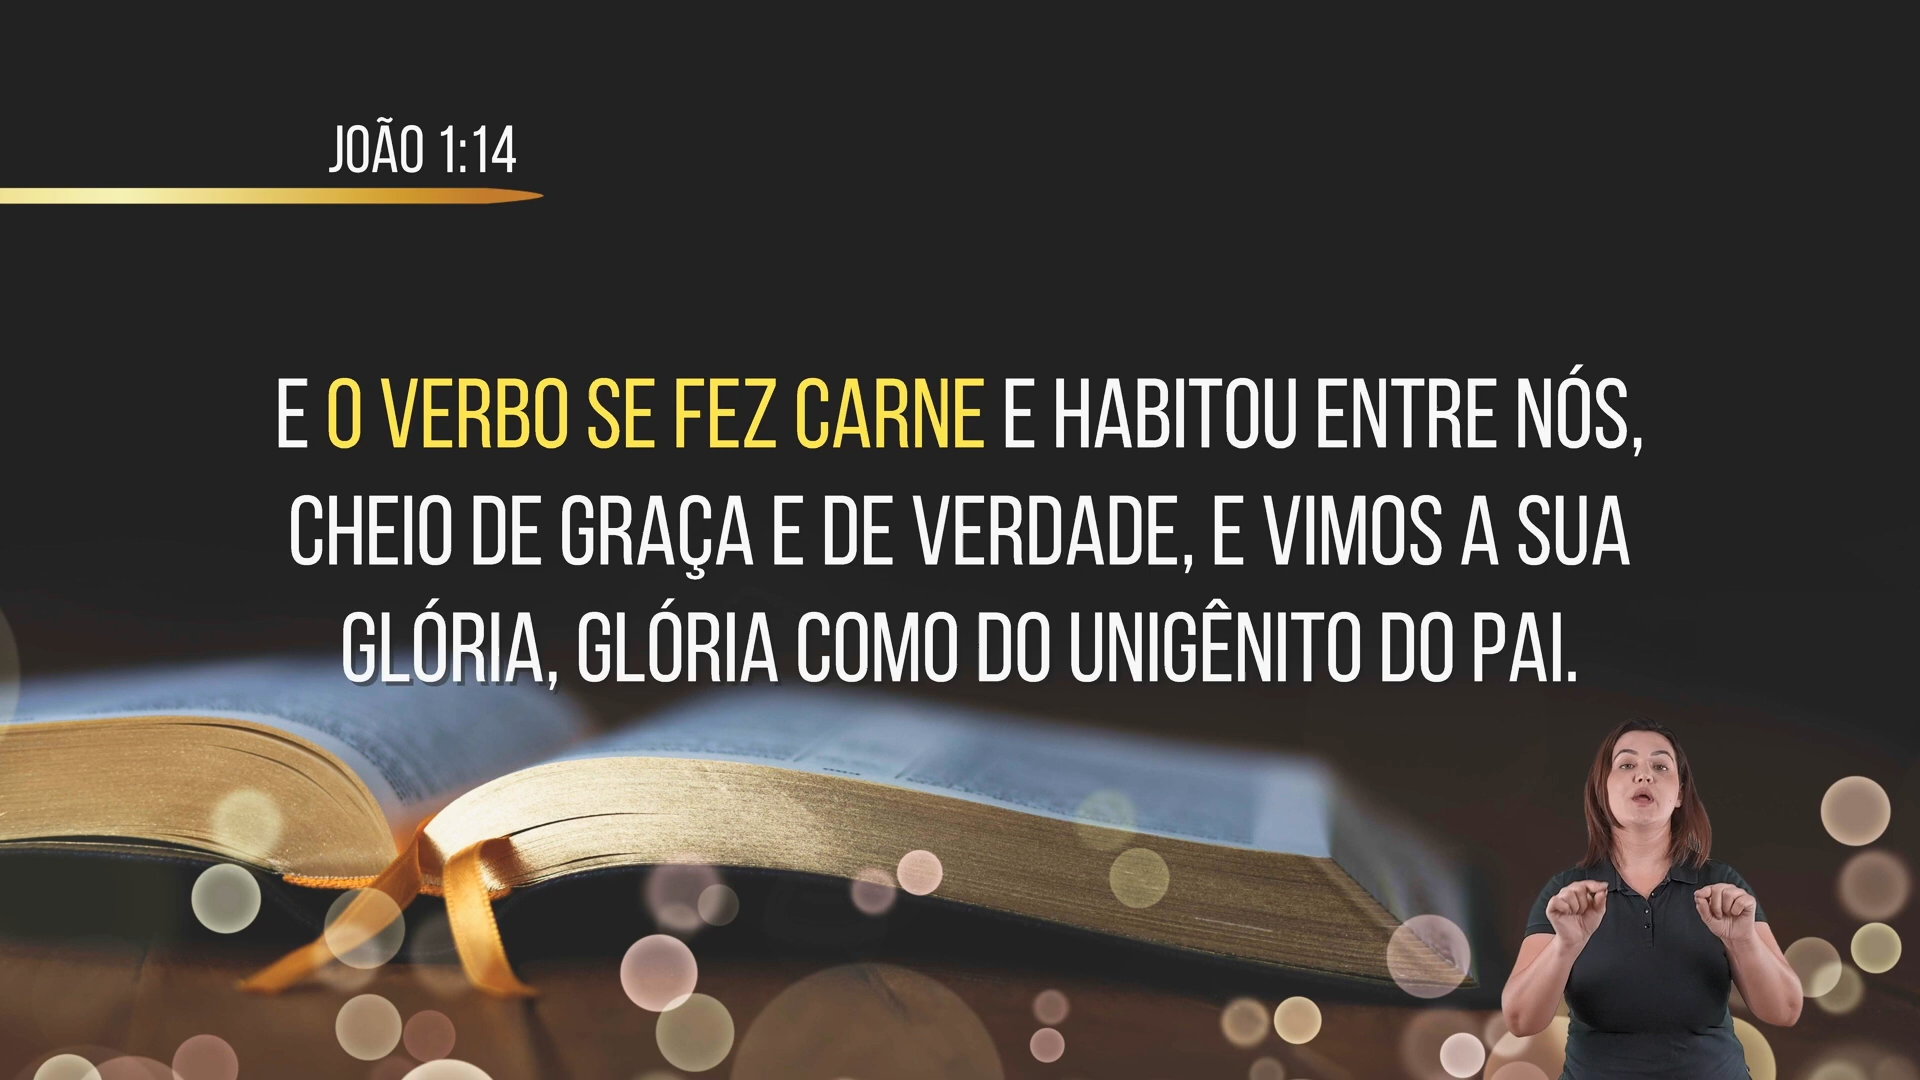 JOÃO 1:14
E O VERBO SE FEZ CARNE E HABITOU ENTRE NÓS,
CHEIO DE GRAÇA E DE VERDADE, E VIMOS A SUA
GLÓRIA, GLÓRIA COMO DO UNIGÊNITO DO PAI.